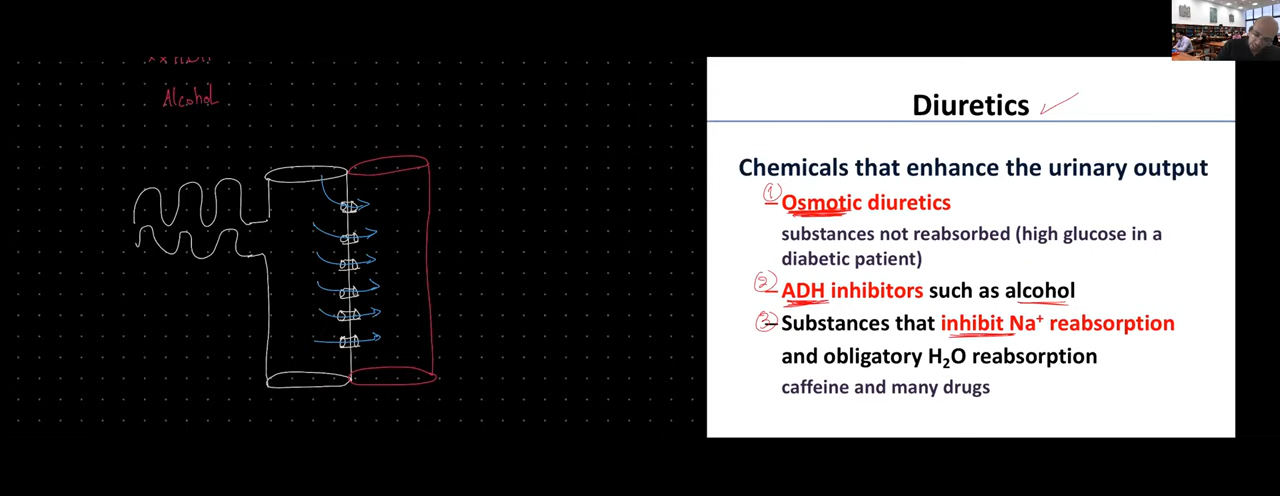 Alcohol
Diuretics
Chemicals that enhance the urinary output
① – Osmotic diuretics
substances not reabsorbed (high glucose in a
diabetic patient)
② – ADH inhibitors such as alcohol
③ – Substances that inhibit Na⁺ reabsorption
and obligatory H₂O reabsorption
caffeine and many drugs